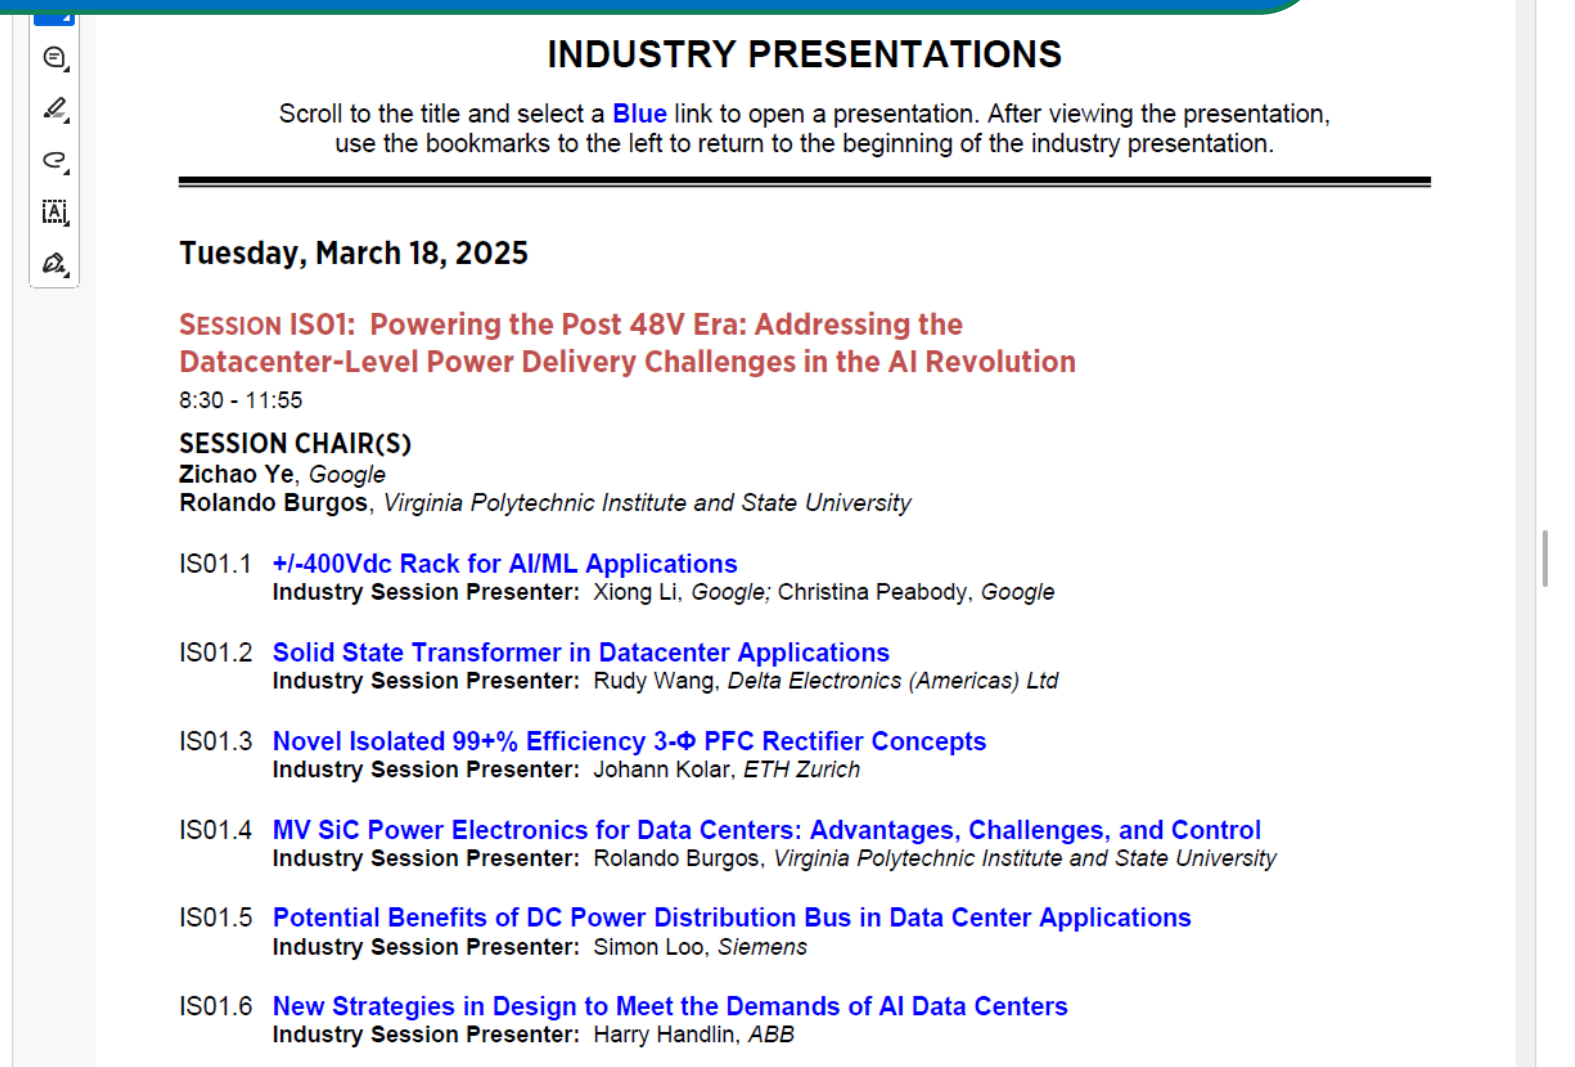 INDUSTRY PRESENTATIONS
Scroll to the title and select a Blue link to open a presentation. After viewing the presentation,
use the bookmarks to the left to return to the beginning of the industry presentation.
Tuesday, March 18, 2025
SESSION IS01: Powering the Post 48V Era: Addressing the
Datacenter-Level Power Delivery Challenges in the AI Revolution
8:30 - 11:55
SESSION CHAIR(S)
Zichao Ye, Google
Rolando Burgos, Virginia Polytechnic Institute and State University
IS01.1 +/-400Vdc Rack for AI/ML Applications
Industry Session Presenter: Xiong Li, Google; Christina Peabody, Google
IS01.2 Solid State Transformer in Datacenter Applications
Industry Session Presenter: Rudy Wang, Delta Electronics (Americas) Ltd
IS01.3 Novel Isolated 99+% Efficiency 3-Φ PFC Rectifier Concepts
Industry Session Presenter: Johann Kolar, ETH Zurich
IS01.4 MV SiC Power Electronics for Data Centers: Advantages, Challenges, and Control
Industry Session Presenter: Rolando Burgos, Virginia Polytechnic Institute and State University
IS01.5 Potential Benefits of DC Power Distribution Bus in Data Center Applications
Industry Session Presenter: Simon Loo, Siemens
IS01.6 New Strategies in Design to Meet the Demands of AI Data Centers
Industry Session Presenter: Harry Handlin, ABB